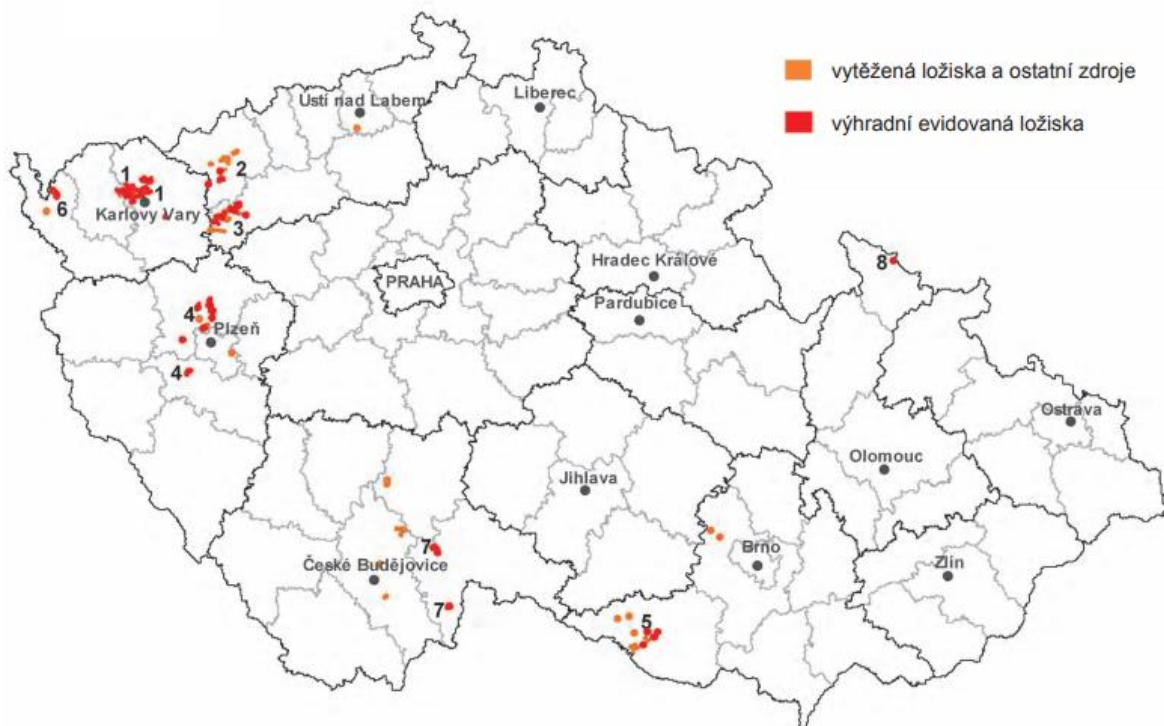 vytěžená ložiska a ostatní zdroje
výhradní evidovaná ložiska
Ústí nad Labem
Liberec
1
2
1
6
Karlovy Vary
3
8
Hradec Králové
PRAHA
Pardubice
4
Plzeň
4
Ostrava
Olomouc
Jihlava
7
Brno
České Budějovice
Zlín
7
5